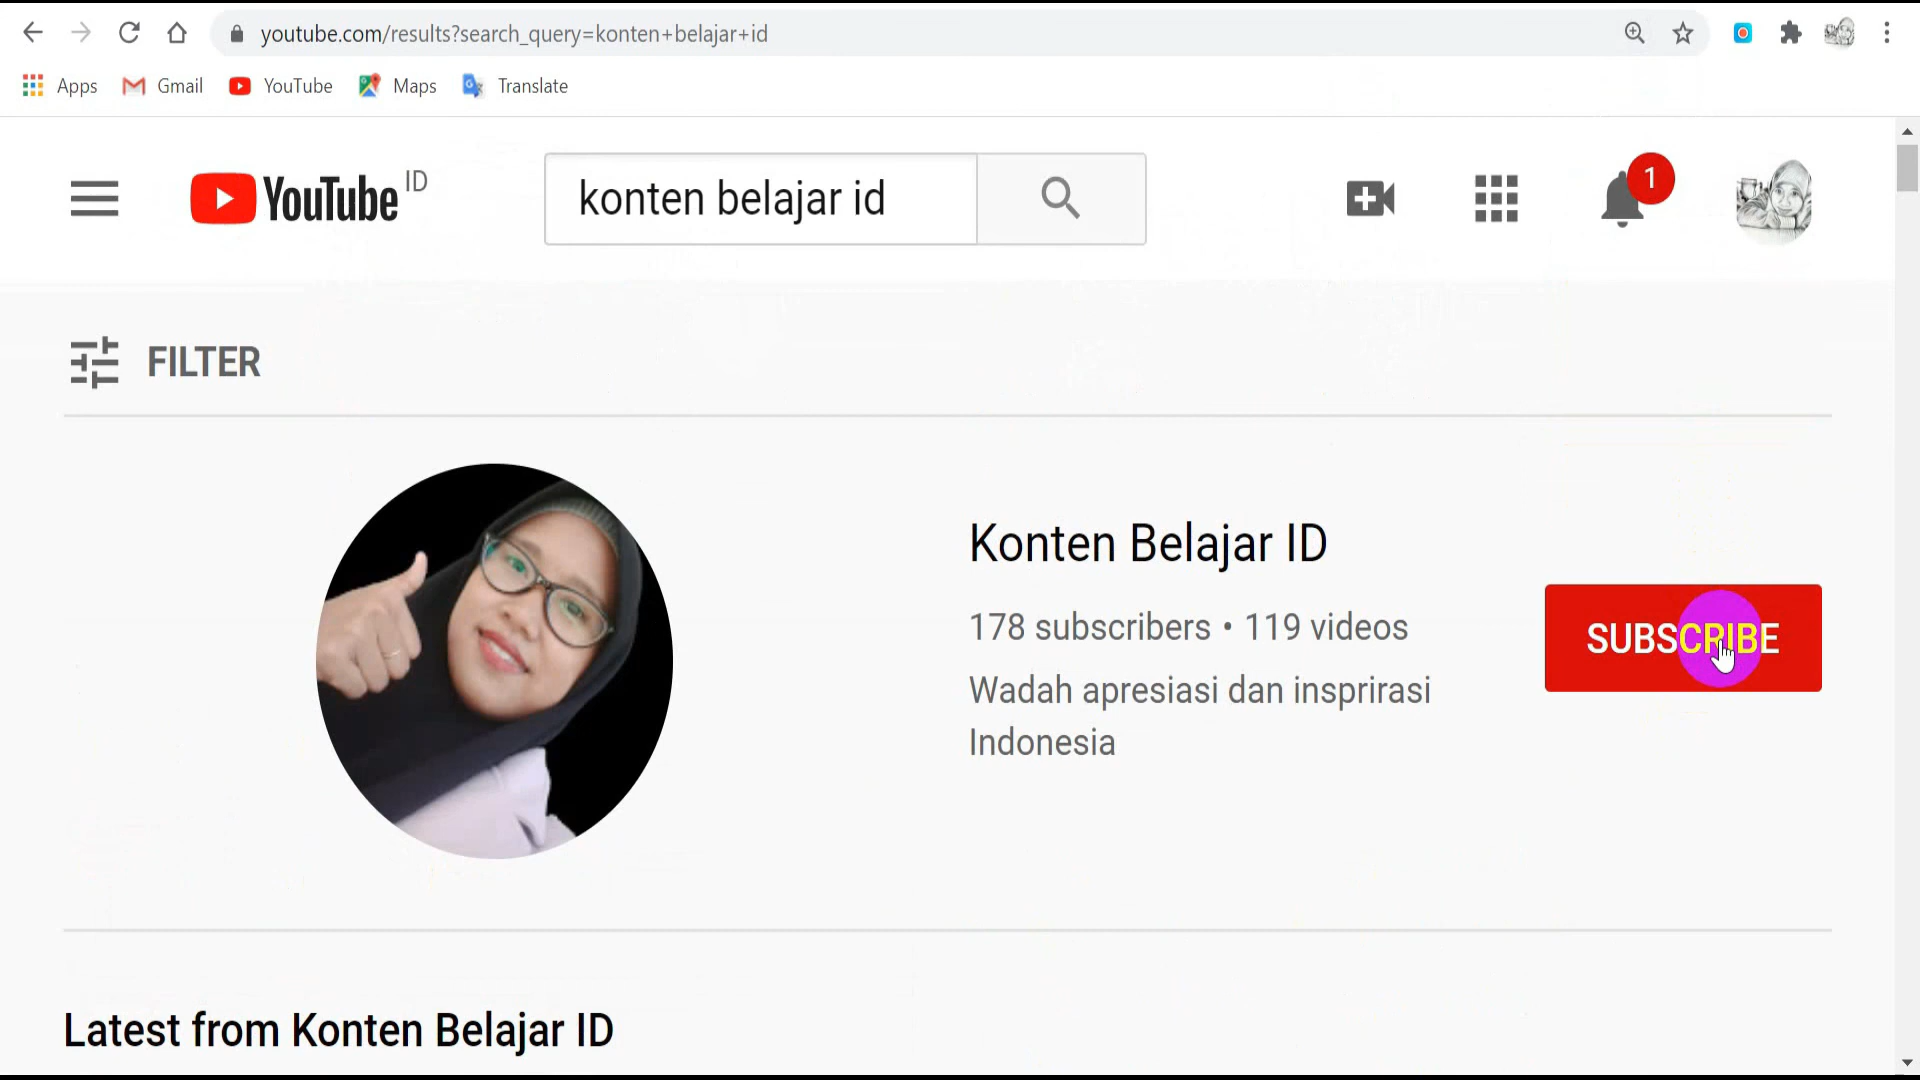 youtube.com/results?search_query=konten+belajar+id
Apps Gmail YouTube Maps Translate
YouTube ID
konten belajar id
1
FILTER
Konten Belajar ID
178 subscribers • 119 videos
SUBSCRIBE
Wadah apresiasi dan insprirasi
Indonesia
Latest from Konten Belajar ID